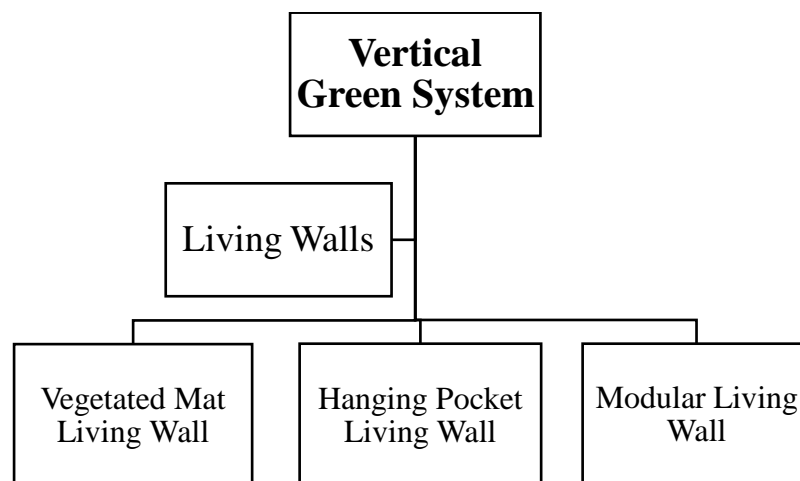 Vertical
Green System
Living Walls
Vegetated Mat
Living Wall
Hanging Pocket
Living Wall
Modular Living
Wall